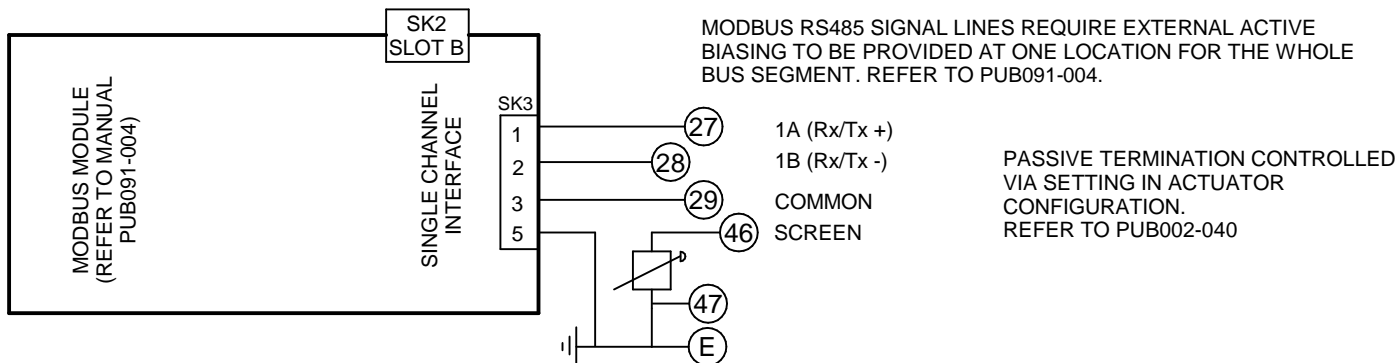 SK2
SLOT B
MODBUS RS485 SIGNAL LINES REQUIRE EXTERNAL ACTIVE
BIASING TO BE PROVIDED AT ONE LOCATION FOR THE WHOLE
BUS SEGMENT. REFER TO PUB091-004.
MODBUS MODULE
(REFER TO MANUAL
PUB091-004)
SINGLE CHANNEL
INTERFACE
SK3
1
27
1A (Rx/Tx +)
2
28
1B (Rx/Tx -)
3
29
COMMON
5
46
SCREEN
47
E
PASSIVE TERMINATION CONTROLLED
VIA SETTING IN ACTUATOR
CONFIGURATION.
REFER TO PUB002-040